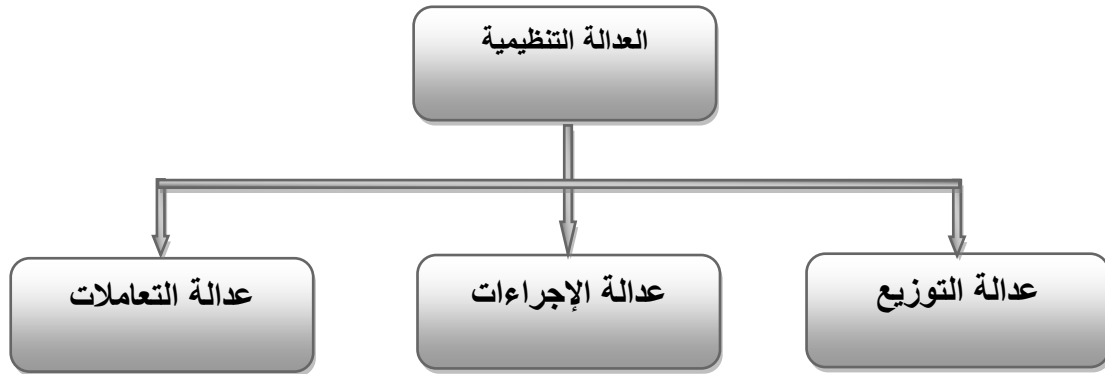 العدالة التنظيمية
عدالة التوزيع
عدالة الإجراءات
عدالة التعاملات